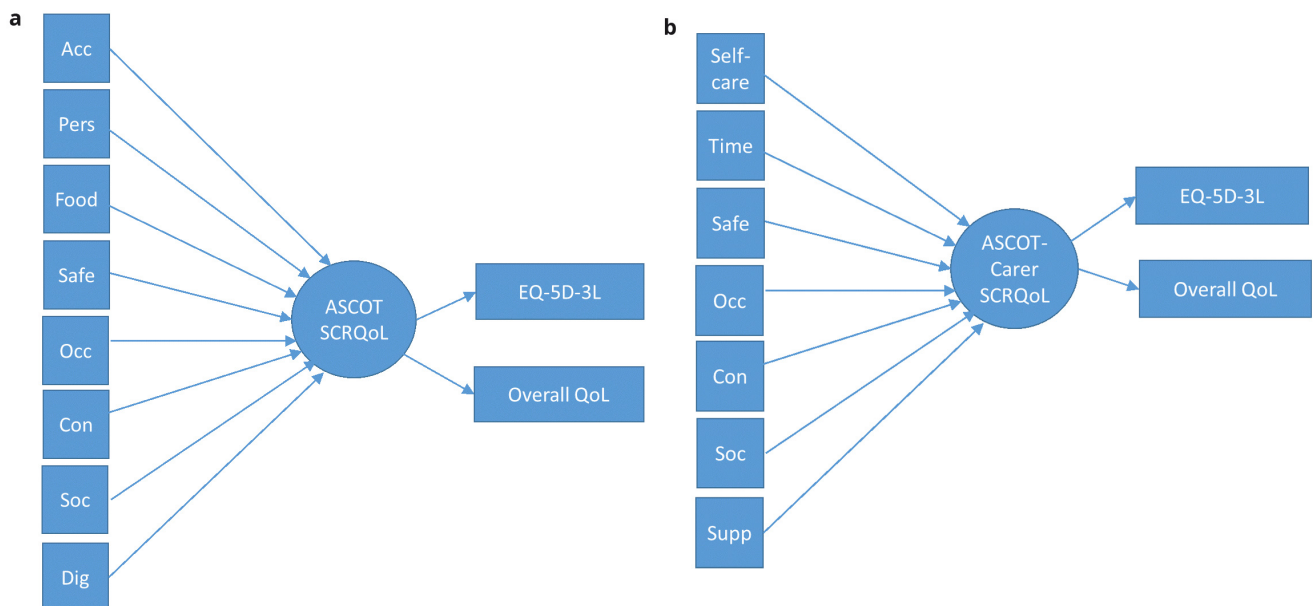 a
Acc
Pers
Food
Safe
Occ
Con
Soc
Dig
ASCOT
SCRQoL
EQ-5D-3L
Overall QoL
b
Self-
care
Time
Safe
Occ
Con
Soc
Supp
ASCOT-
Carer
SCRQoL
EQ-5D-3L
Overall QoL